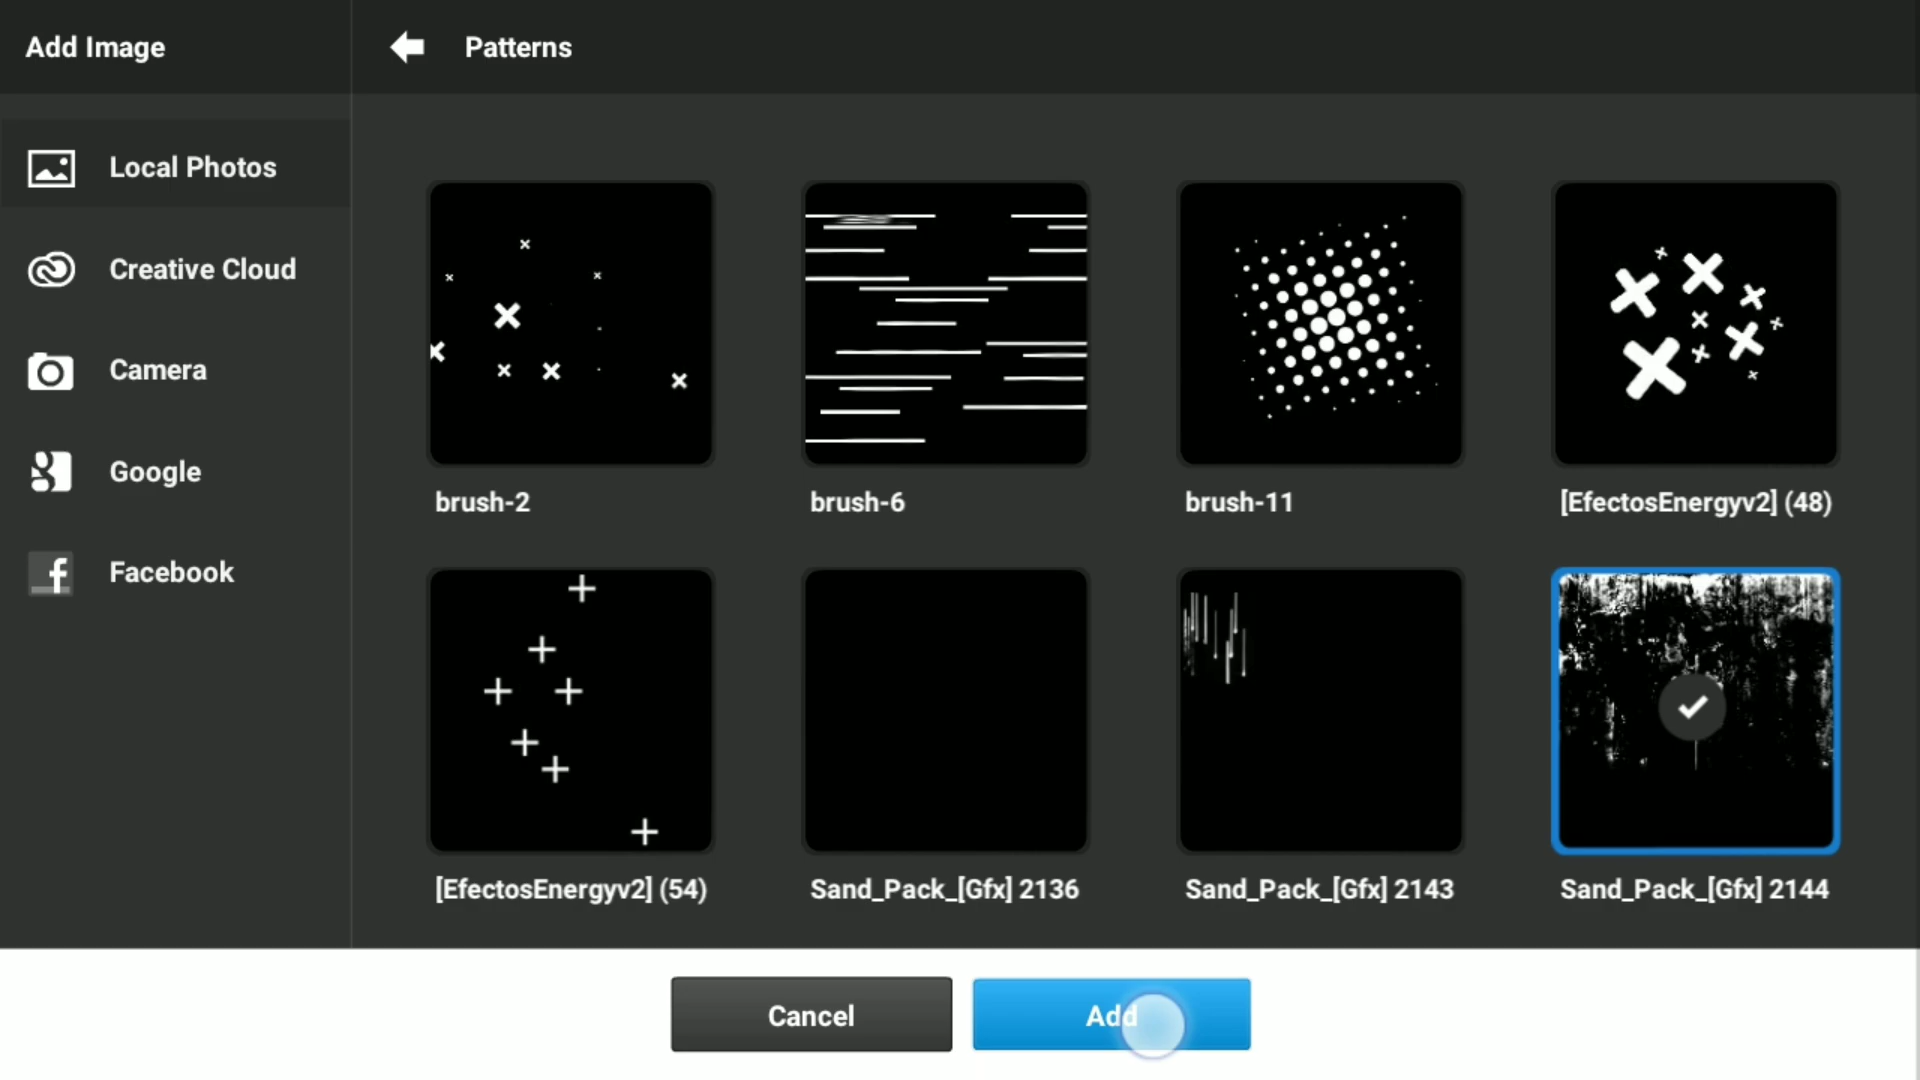 Add Image
Patterns
Local Photos
Creative Cloud
Camera
Google
Facebook
brush-2
brush-6
brush-11
[EfectosEnergyv2] (48)
[EfectosEnergyv2] (54)
Sand_Pack_[Gfx] 2136
Sand_Pack_[Gfx] 2143
Sand_Pack_[Gfx] 2144
Cancel
Add